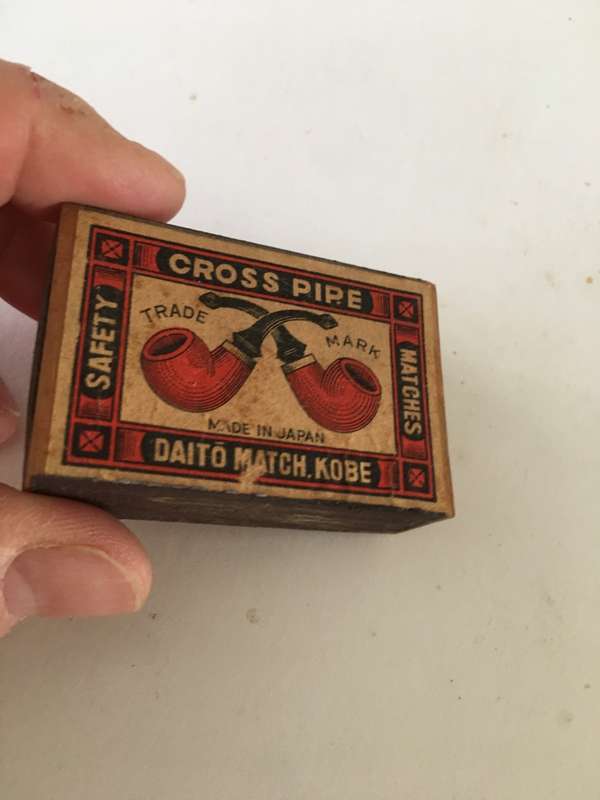 CROSS PIPE
TRADE MARK
SAFETY
MATCHES
MADE IN JAPAN
DAITŌ MATCH, KOBE